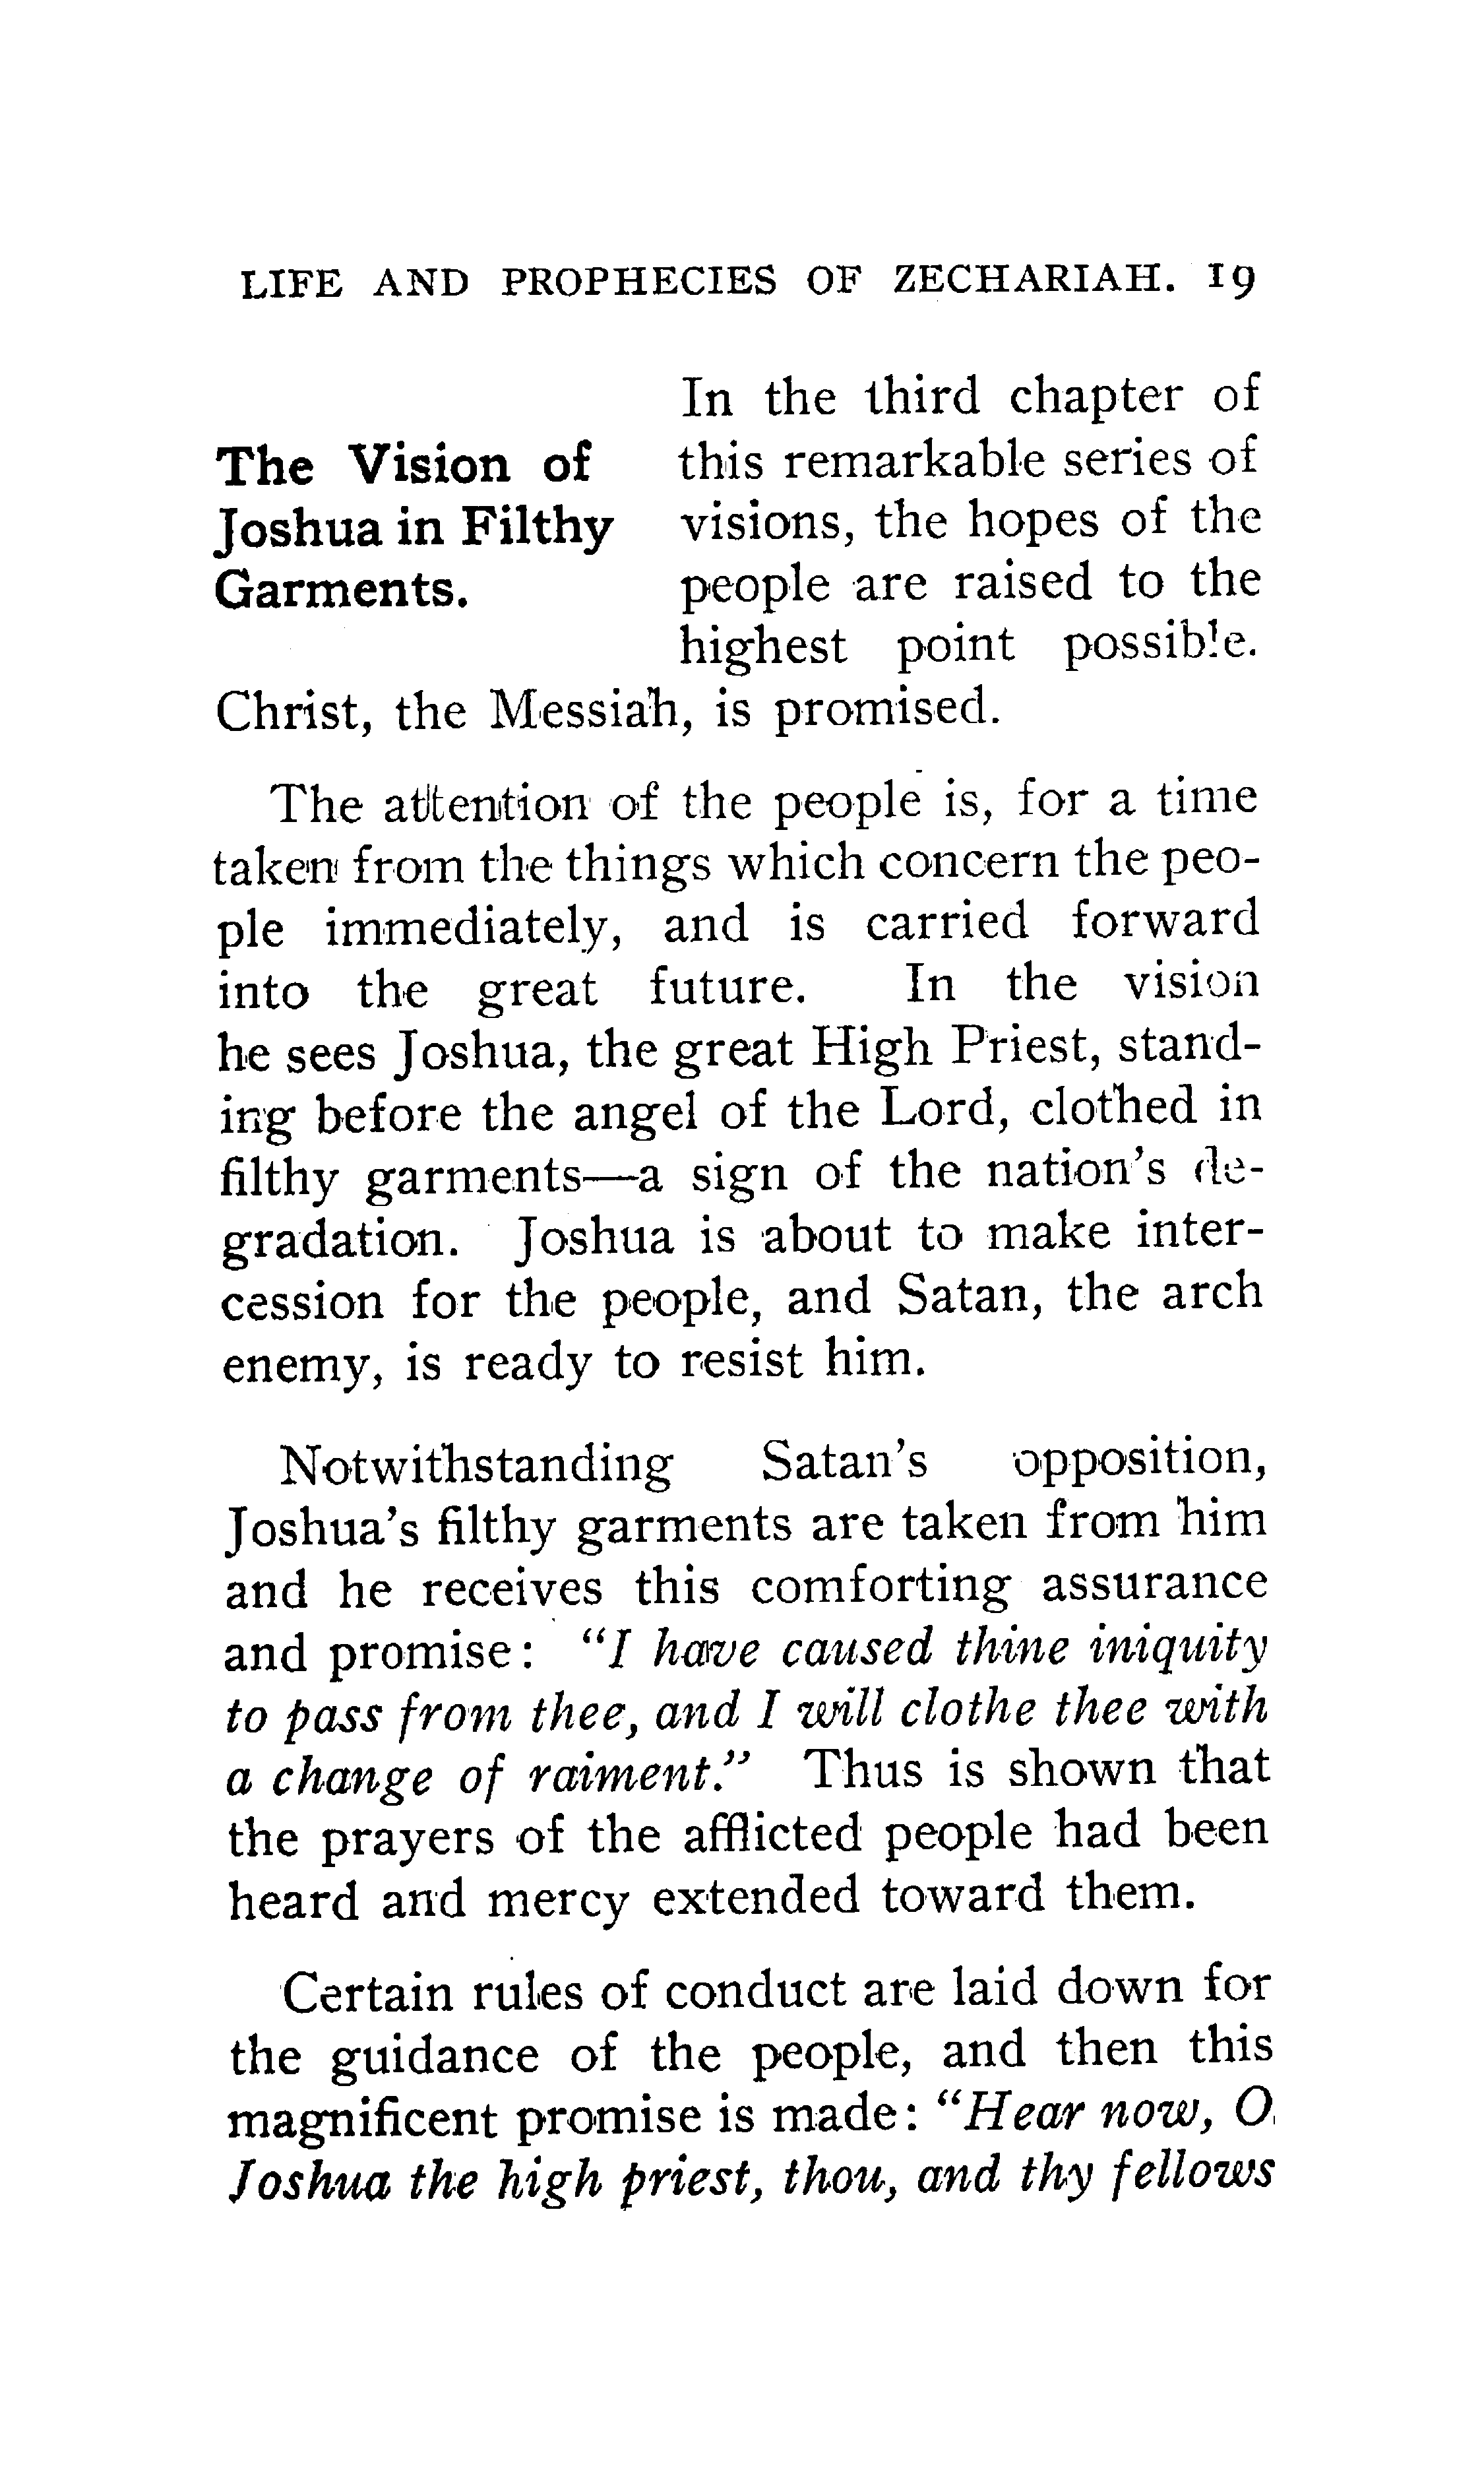 LIFE AND PROPHECIES OF ZECHARIAH. 19
The Vision of
Joshua in Filthy
Garments.
In the third chapter of
this remarkable series of
visions, the hopes of the
people are raised to the
highest point possible.
Christ, the Messiah, is promised.
The attention of the people is, for a time
taken from the things which concern the peo-
ple immediately, and is carried forward
into the great future. In the vision
he sees Joshua, the great High Priest, stand-
ing before the angel of the Lord, clothed in
filthy garments—a sign of the nation's de-
gradation. Joshua is about to make inter-
cession for the people, and Satan, the arch
enemy, is ready to resist him.
Notwithstanding Satan's opposition,
Joshua's filthy garments are taken from him
and he receives this comforting assurance
and promise: "I have caused thine iniquity
to pass from thee, and I will clothe thee with
a change of raiment." Thus is shown that
the prayers of the afflicted people had been
heard and mercy extended toward them.
Certain rules of conduct are laid down for
the guidance of the people, and then this
magnificent promise is made: "Hear now, O
Joshua the high priest, thou, and thy fellows